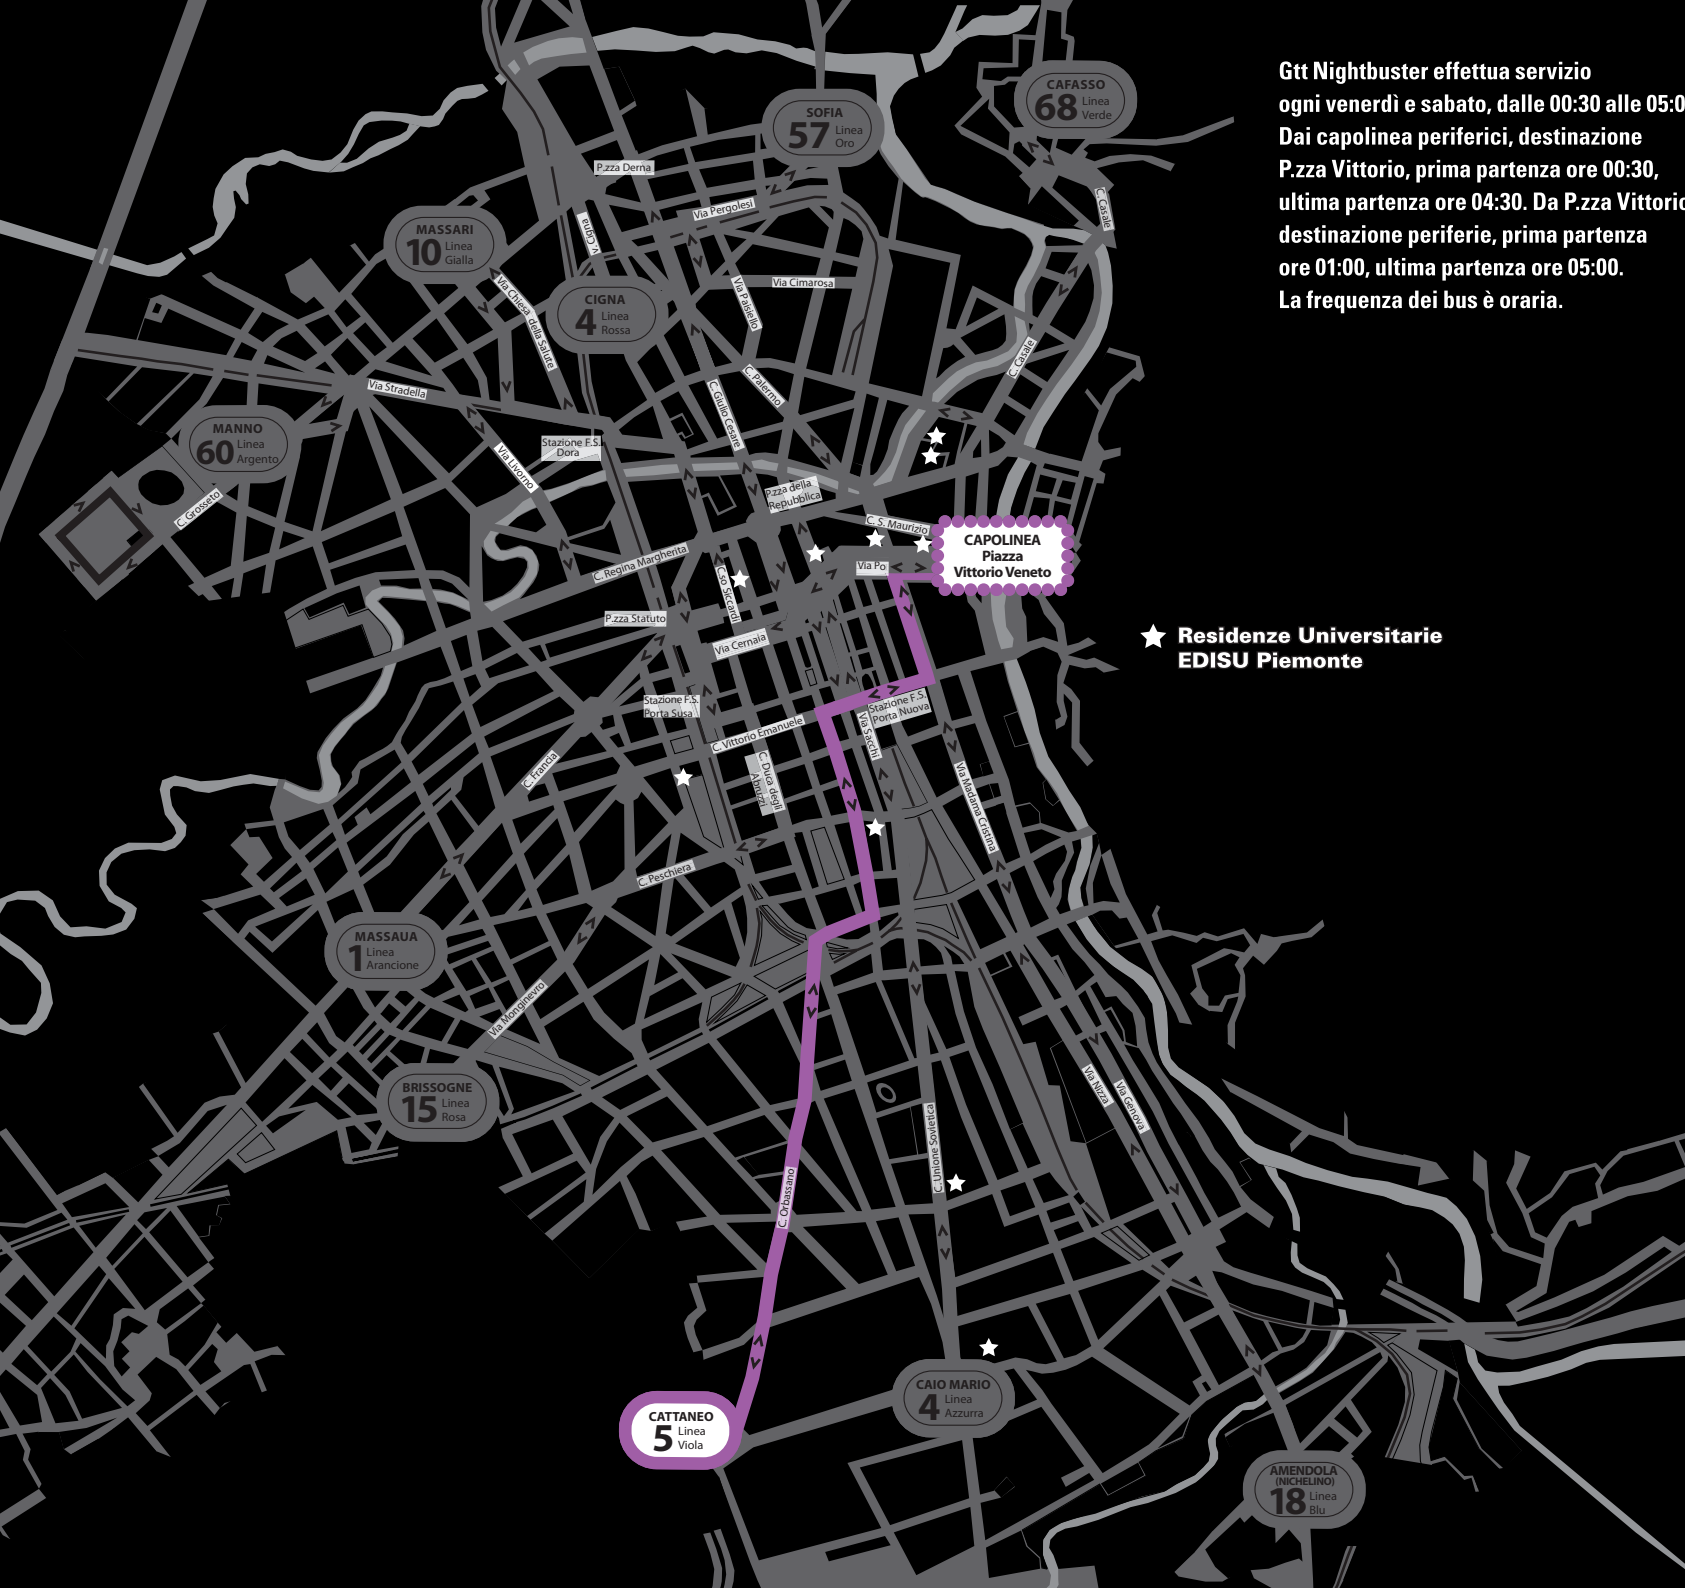 Gtt Nightbuster effettua servizio
ogni venerdì e sabato, dalle 00:30 alle 05:0
Dai capolinea periferici, destinazione
P.zza Vittorio, prima partenza ore 00:30,
ultima partenza ore 04:30. Da P.zza Vittorio
destinazione periferie, prima partenza
ore 01:00, ultima partenza ore 05:00.
La frequenza dei bus è oraria.
CAFASSO
68 Linea
Verde
SOFIA
57 Linea
Oro
P.zza Derna
C. Casale
Via Pergolesi
MASSARI
10 Linea
Gialla
v. Cigna
Via Cimarosa
Via Paisiello
Via Chiesa della Salute
CIGNA
4 Linea
Rossa
C. Casale
Via Stradella
C. Palermo
C. Giulio Cesare
MANNO
60 Linea
Argento
Stazione F.S.
Dora
Via Livorno
C. Grosseto
P.zza della
Repubblica
C. S. Maurizio
CAPOLINEA
Piazza
Vittorio Veneto
Via Po
C. Regina Margherita
C.so Siccardi
P.zza Statuto
Via Cernaia
Residenze Universitarie
EDISU Piemonte
Stazione F.S.
Porta Susa
Stazione F.S.
Porta Nuova
C. Vittorio Emanuele
Via Sacchi
C. Francia
C. Duca degli
Abruzzi
Via Madama Cristina
C. Peschiera
MASSAUA
1 Linea
Arancione
Via Monginevro
BRISSOGNE
15 Linea
Rosa
Via Nizza
Via Genova
C. Unione Sovietica
C. Orbassano
CAIO MARIO
4 Linea
Azzurra
CATTANEO
5 Linea
Viola
AMENDOLA
(NICHELINO)
18 Linea
Blu